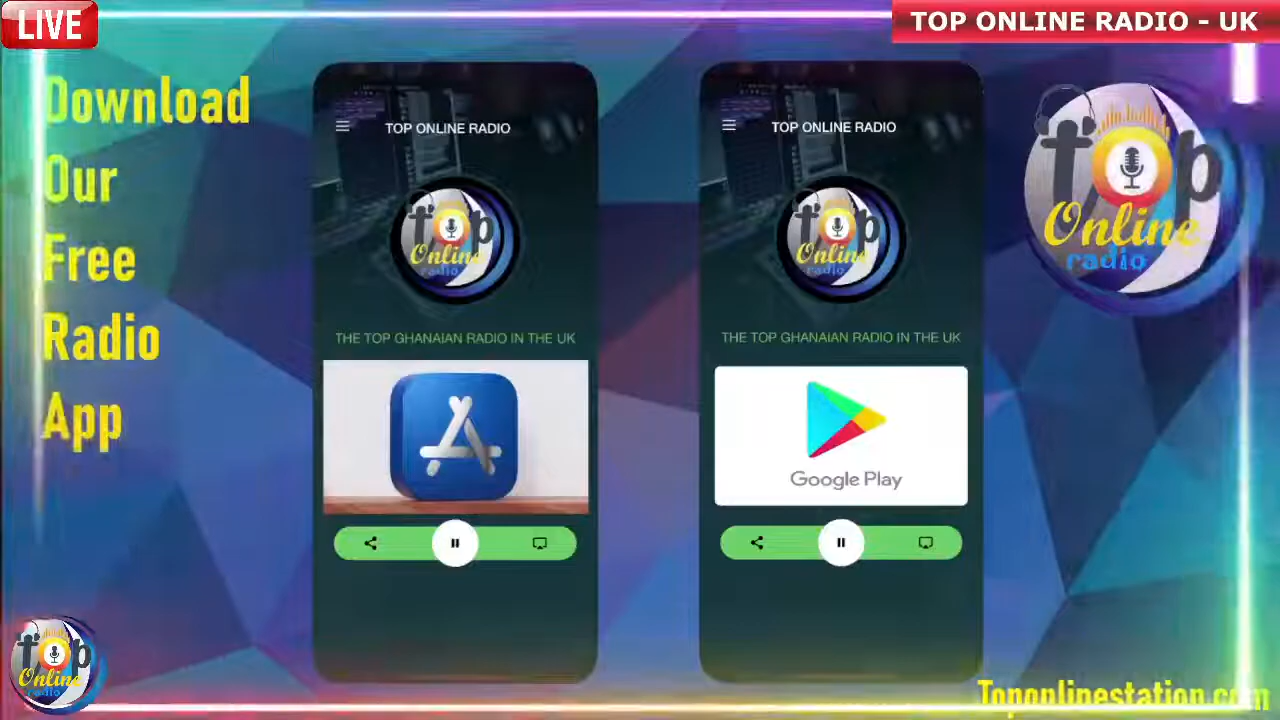 LIVE
TOP ONLINE RADIO - UK
Download
Our
Free
Radio
App
TOP ONLINE RADIO
top
Online
radio
THE TOP GHANAIAN RADIO IN THE UK
TOP ONLINE RADIO
top
Online
radio
THE TOP GHANAIAN RADIO IN THE UK
Google Play
top
Online
radio
top
Online
radio
Toponlinestation.com